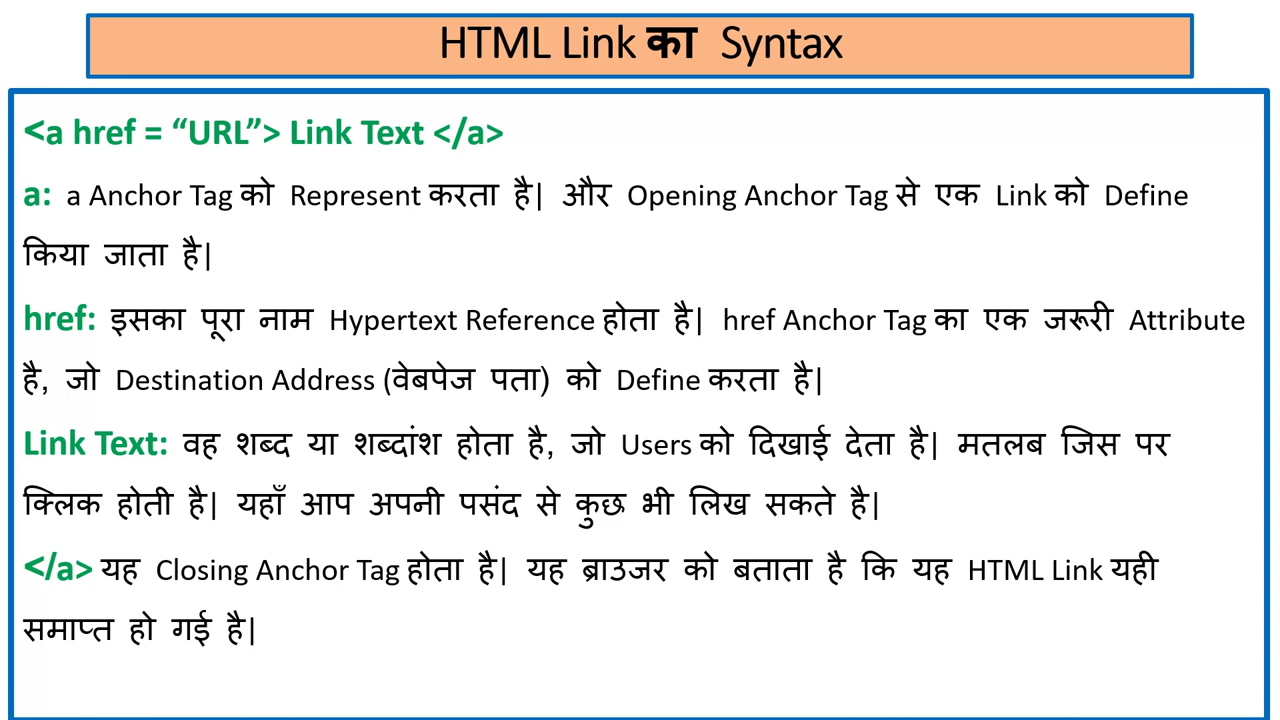 HTML Link का Syntax
<a href = “URL”> Link Text </a>
a: a Anchor Tag को Represent करता है| और Opening Anchor Tag से एक Link को Define
किया जाता है|
href: इसका पूरा नाम Hypertext Reference होता है| href Anchor Tag का एक जरूरी Attribute
है, जो Destination Address (वेबपेज पता) को Define करता है|
Link Text: वह शब्द या शब्दांश होता है, जो Users को दिखाई देता है| मतलब जिस पर
क्लिक होती है| यहाँ आप अपनी पसंद से कुछ भी लिख सकते है|
</a> यह Closing Anchor Tag होता है| यह ब्राउजर को बताता है कि यह HTML Link यही
समाप्त हो गई है|